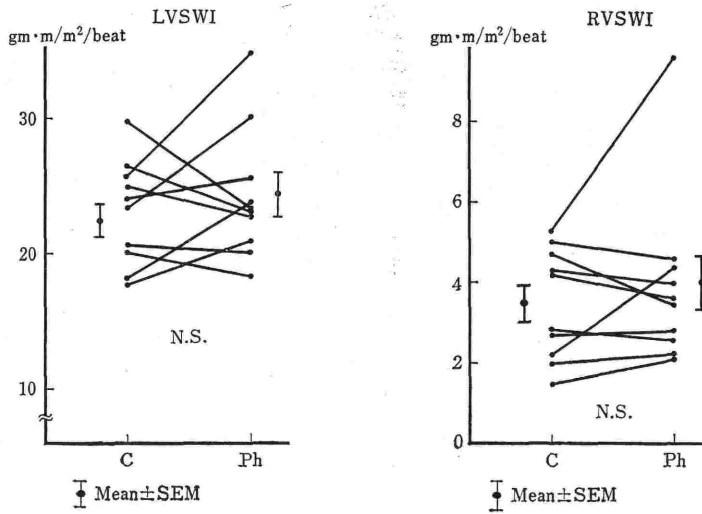 LVSWI
gm·m/m²/beat
30
20
10
N.S.
C Ph
Mean±SEM
RVSWI
gm·m/m²/beat
8
6
4
2
0
N.S.
C Ph
Mean±SEM